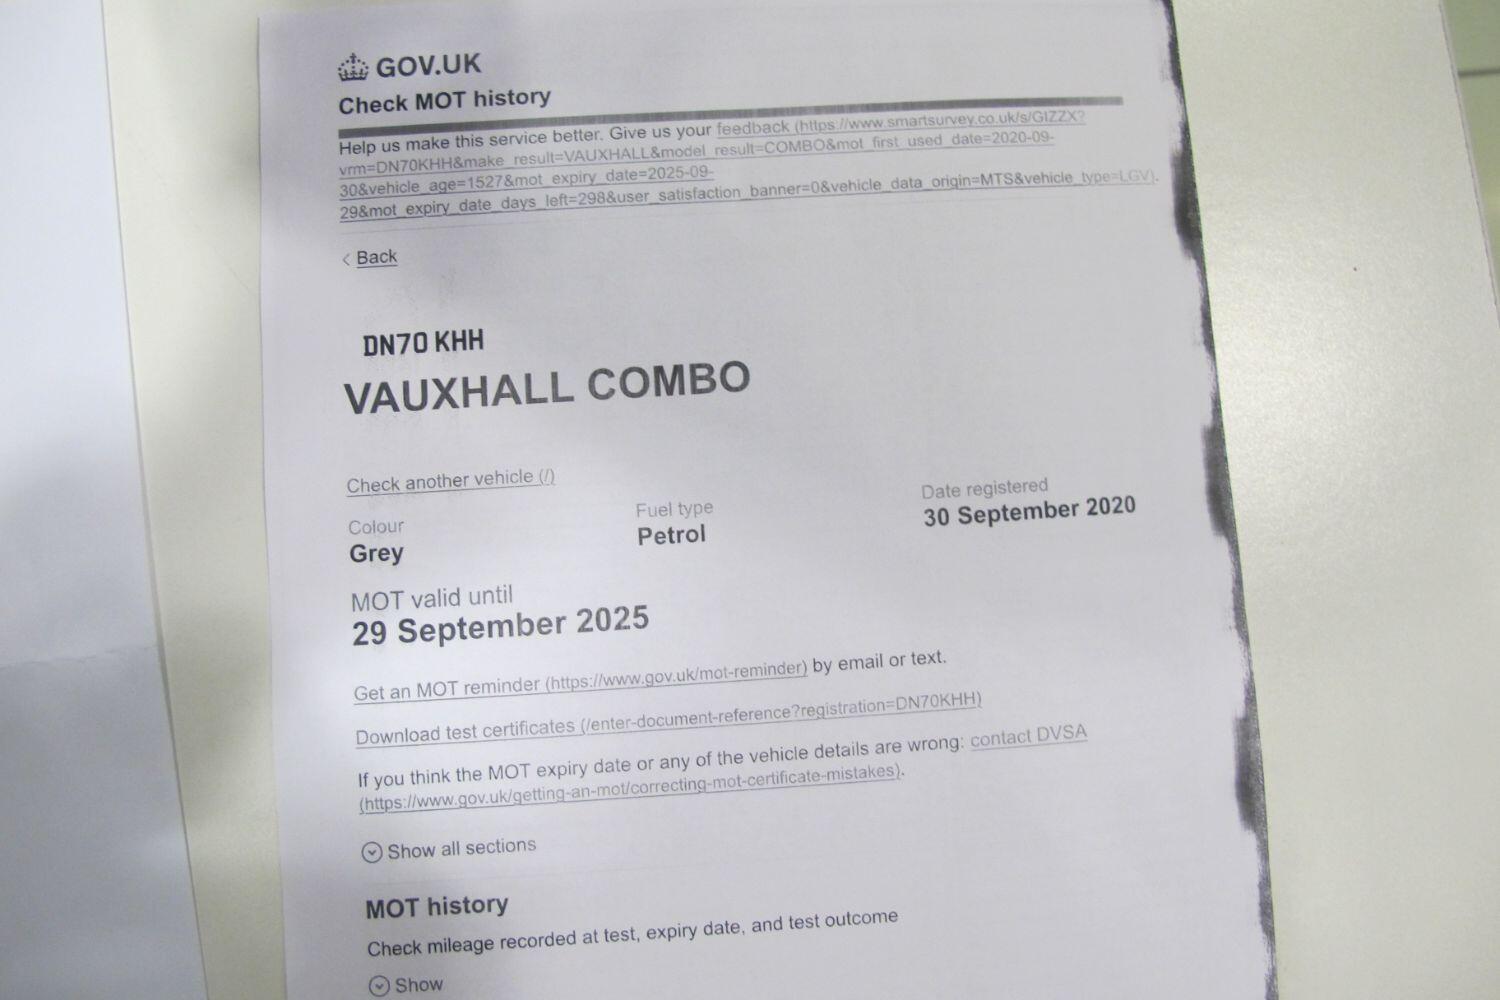 GOV.UK
Check MOT history
Help us make this service better. Give us your feedback (https://www.smartsurvey.co.uk/s/GIZZX?
vrm=DN70KHH&make_result=VAUXHALL&model_result=COMBO&mot_first_used_date=2020-09-
30&vehicle_age=1527&mot_expiry_date=2025-09-
29&mot_expiry_date_days_left=298&user_satisfaction_banner=0&vehicle_data_origin=MTS&vehicle_type=LGV).
Back
DN70 KHH
VAUXHALL COMBO
Check another vehicle (/)
Colour
Grey
Fuel type
Petrol
Date registered
30 September 2020
MOT valid until
29 September 2025
Get an MOT reminder (https://www.gov.uk/mot-reminder) by email or text.
Download test certificates (/enter-document-reference?registration=DN70KHH)
If you think the MOT expiry date or any of the vehicle details are wrong: contact DVSA
(https://www.gov.uk/getting-an-mot/correcting-mot-certificate-mistakes).
Show all sections
MOT history
Check mileage recorded at test, expiry date, and test outcome
Show